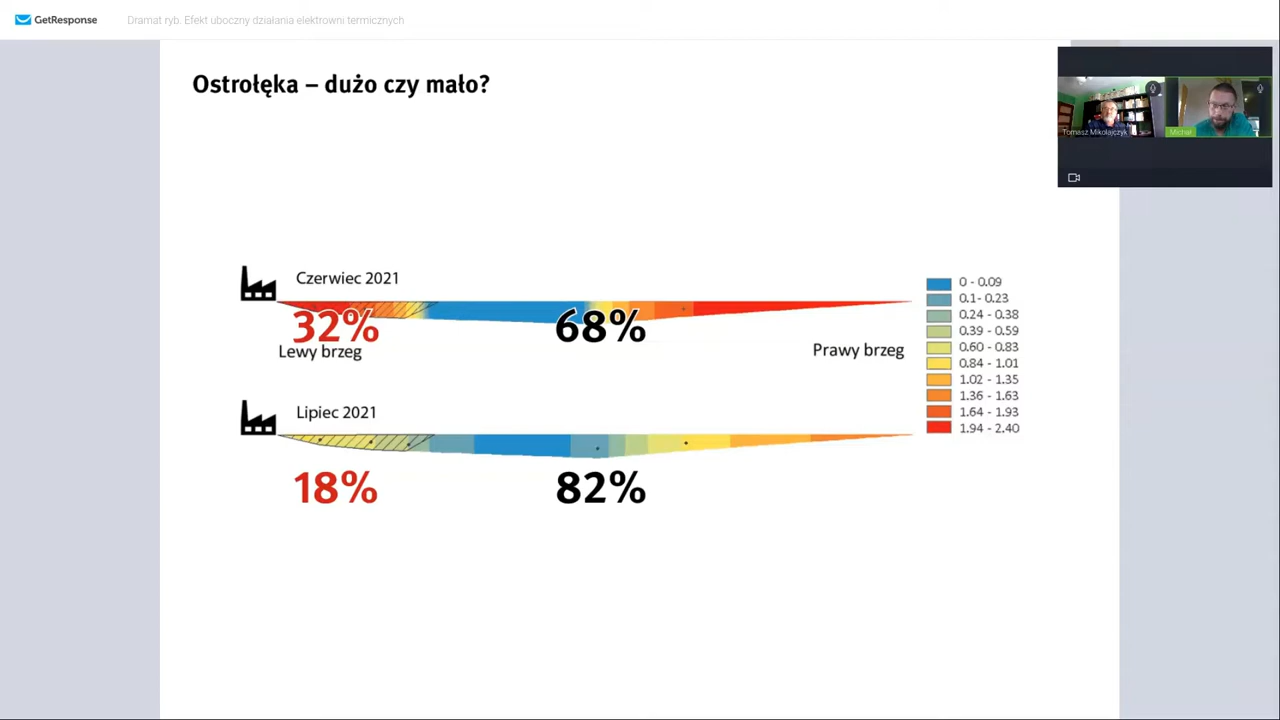 GetResponse
Dramat ryb. Efekt uboczny działania elektrowni termicznych
Ostrołęka – dużo czy mało?
Tomasz Mikołajczyk
Michał
Czerwiec 2021
32%
68%
Lewy brzeg
Prawy brzeg
Lipiec 2021
18%
82%
0 - 0.09
0.1- 0.23
0.24 - 0.38
0.39 - 0.59
0.60 - 0.83
0.84 - 1.01
1.02 - 1.35
1.36 - 1.63
1.64 - 1.93
1.94 - 2.40